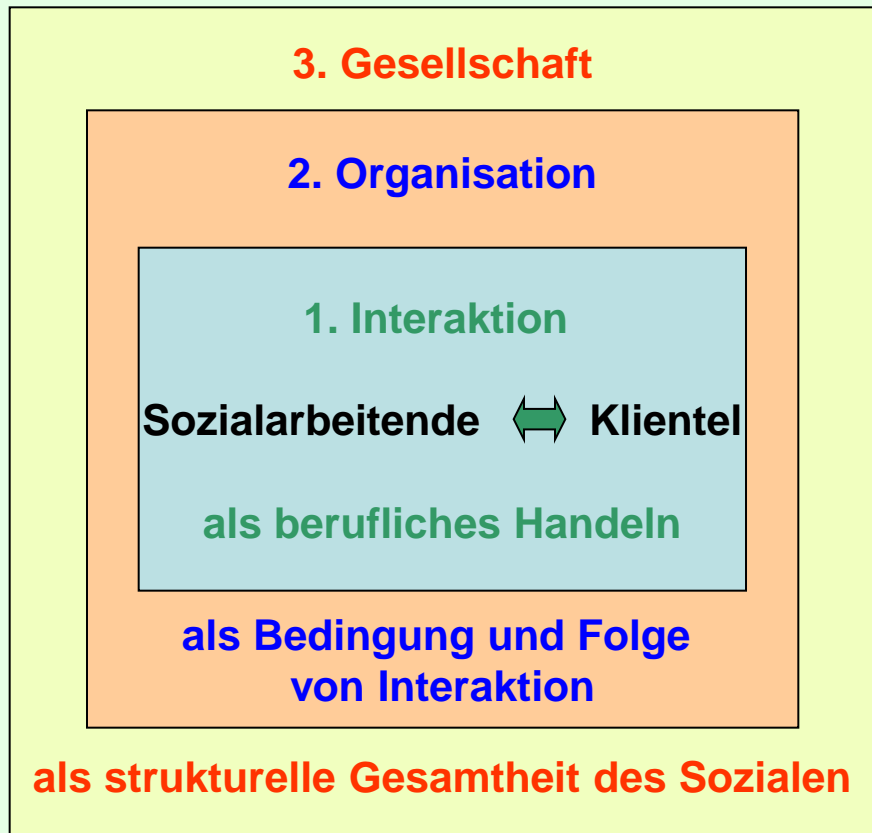 3. Gesellschaft
2. Organisation
1. Interaktion
Sozialarbeitende Klientel
als berufliches Handeln
als Bedingung und Folge
von Interaktion
als strukturelle Gesamtheit des Sozialen